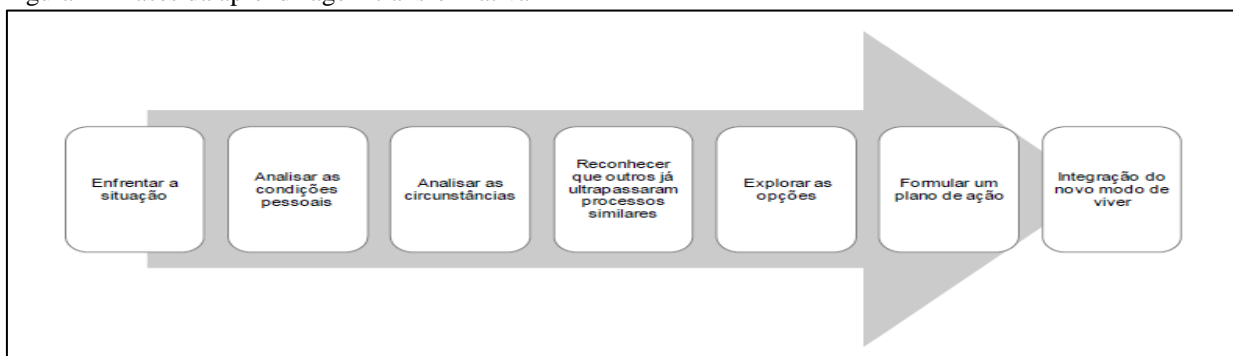 Enfrentar a
situação
Analisar as
condições
pessoais
Analisar as
circunstâncias
Reconhecer
que outros já
ultrapassaram
processos
similares
Explorar as
opções
Formular um
plano de ação
Integração do
novo modo de
viver